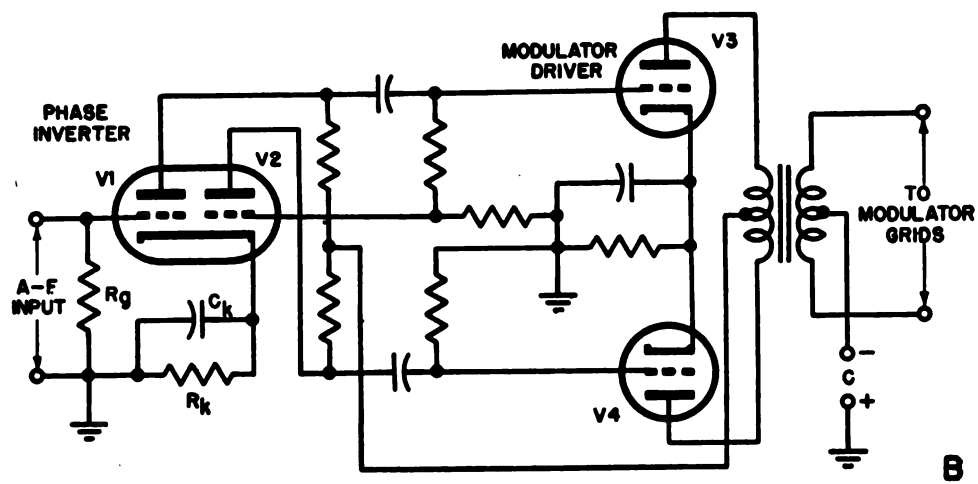 MODULATOR
DRIVER
V3
PHASE
INVERTER
V1
V2
A-F
INPUT
Rg
Ck
Rk
V4
TO
MODULATOR
GRIDS
−
C
+
B